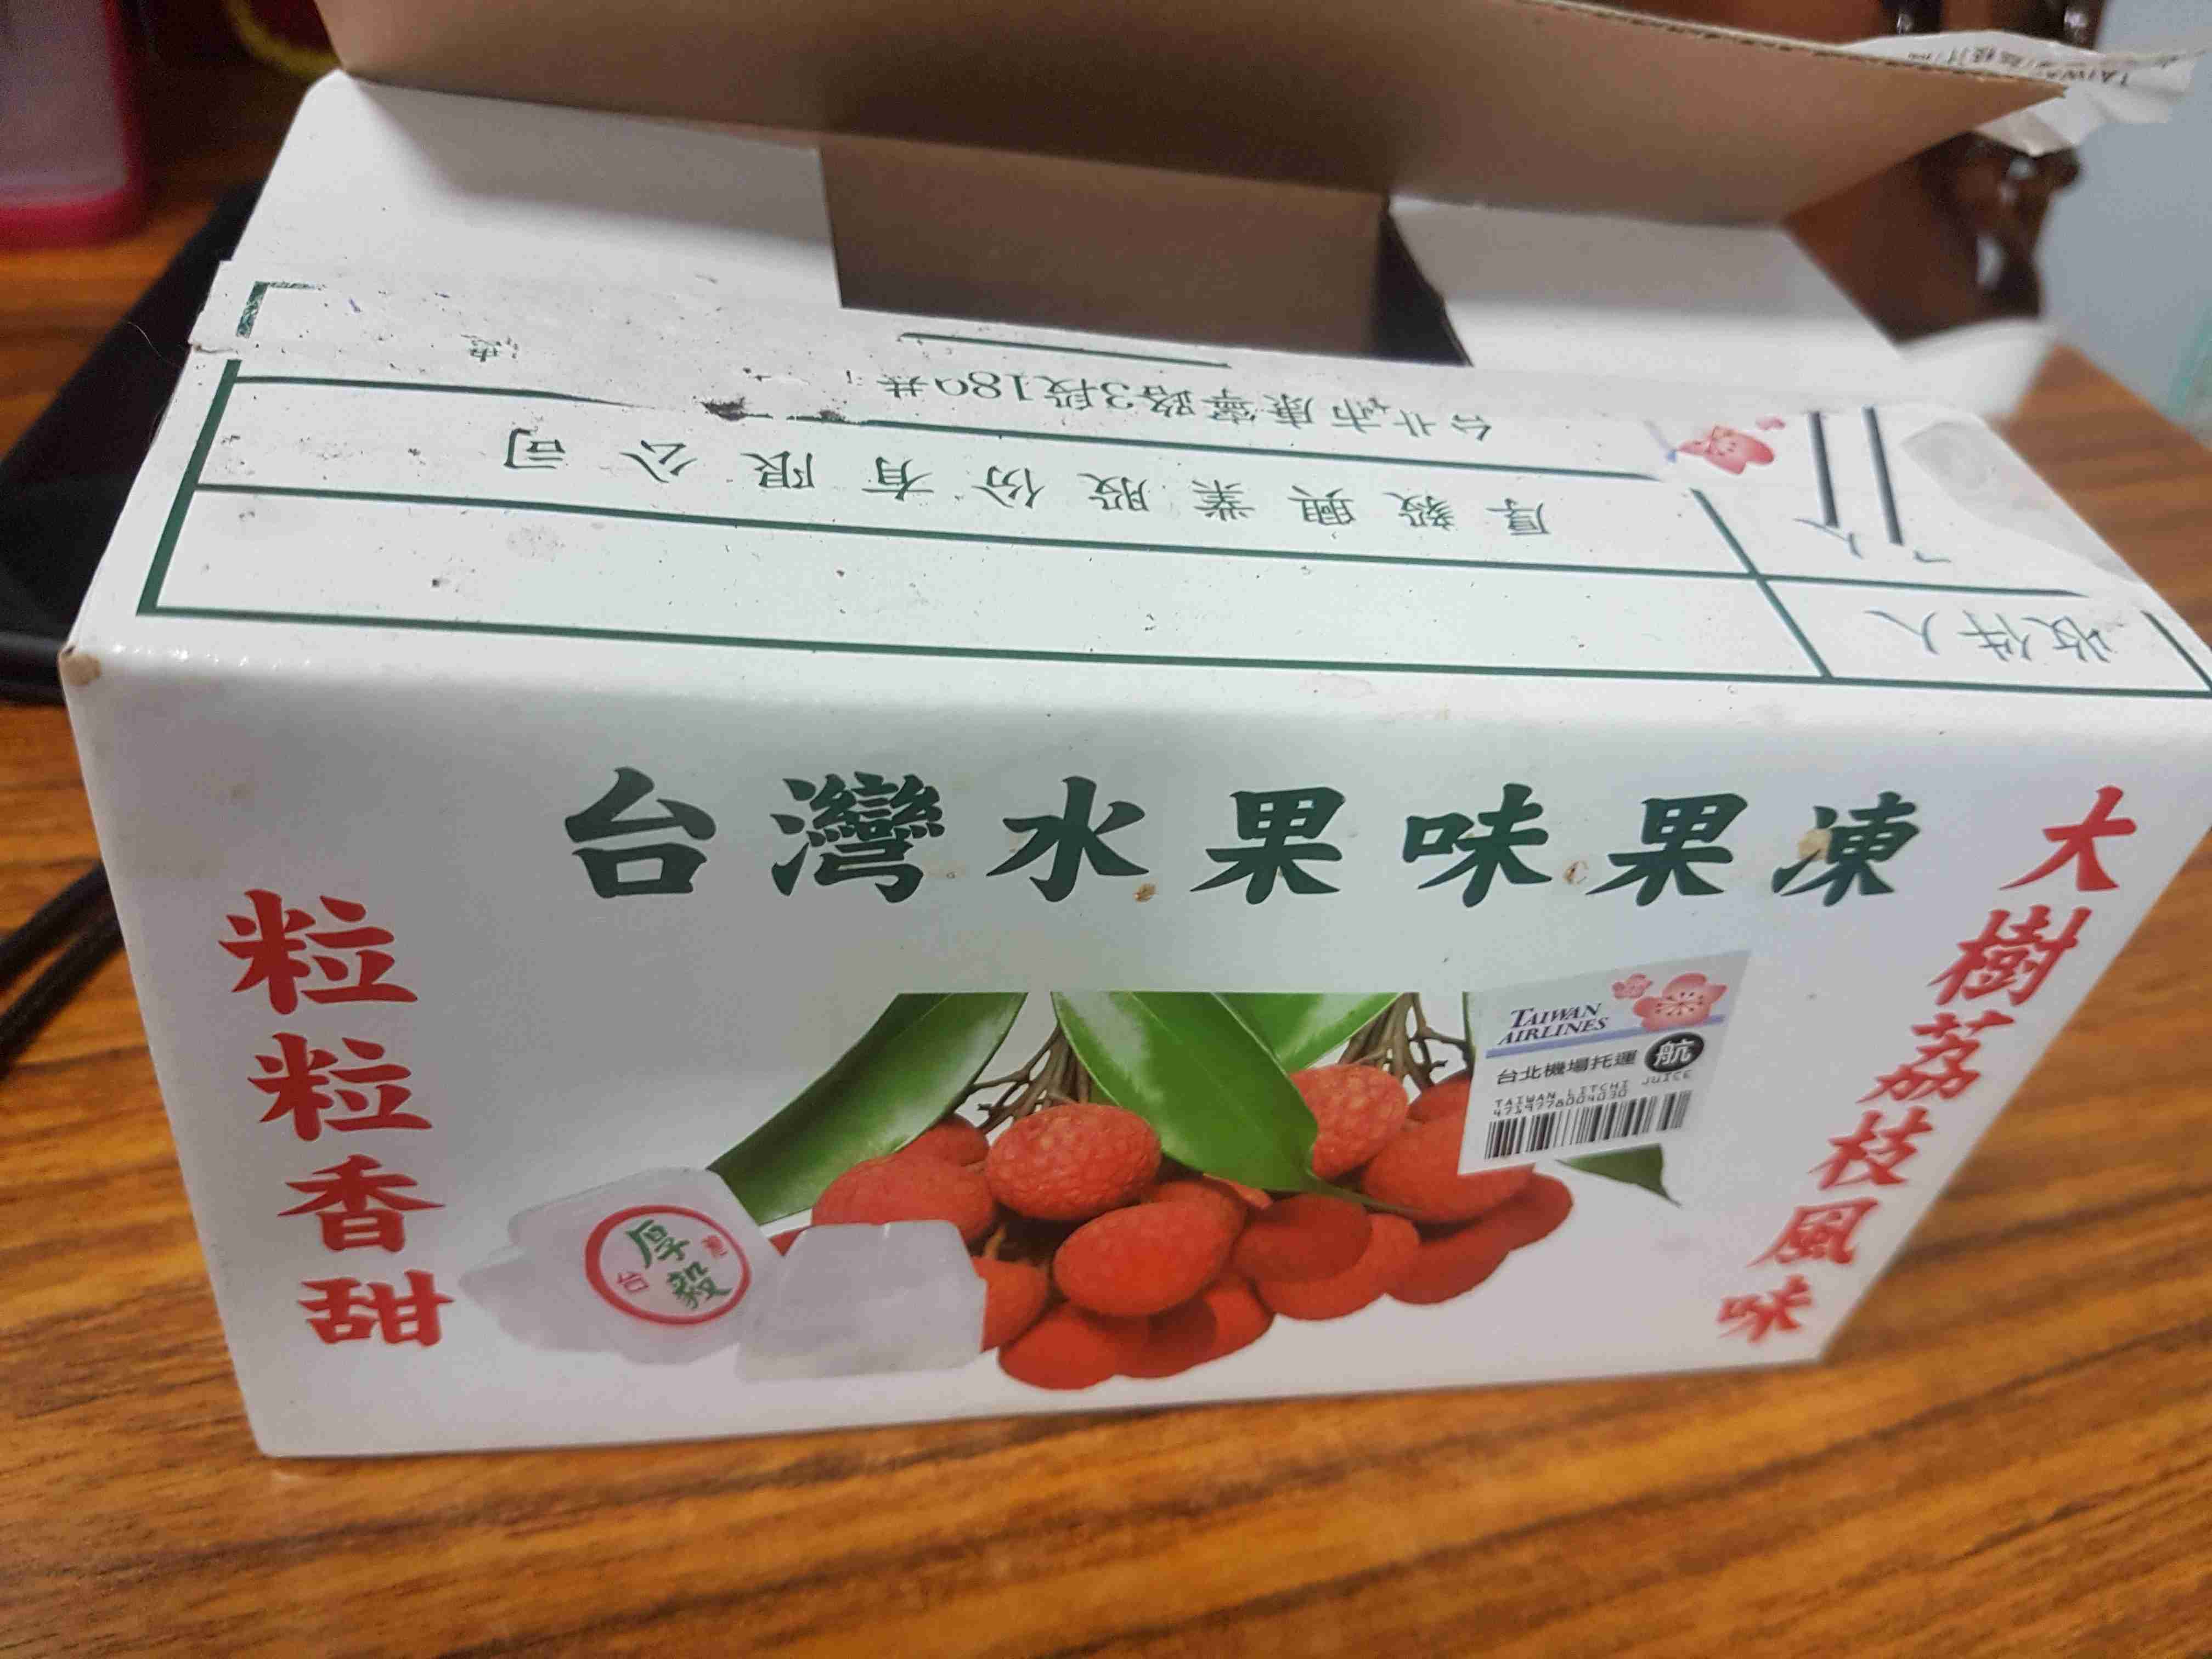 收件人
厚毅興業股份有限公司
台北市康寧路3段180巷
台灣水果味果凍
大樹荔枝風味
粒粒香甜
TAIWAN
AIRLINES
台北機場托運 航
TAIWAN LITCHI JUICE
厚毅
台